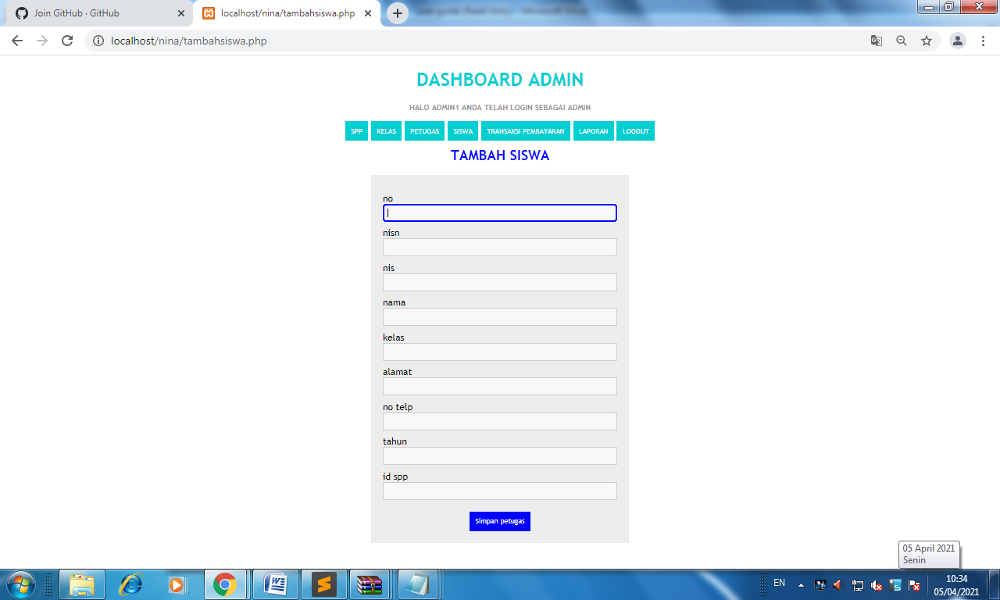 Join GitHub · GitHub
localhost/nina/tambahsiswa.php
localhost/nina/tambahsiswa.php
DASHBOARD ADMIN
HALO ADMIN1 ANDA TELAH LOGIN SEBAGAI ADMIN
SPP KELAS PETUGAS SISWA TRANSAKSI PEMBAYARAN LAPORAN LOGOUT
TAMBAH SISWA
no
nisn
nis
nama
kelas
alamat
no telp
tahun
id spp
Simpan petugas
05 April 2021
Senin
EN
10:34
05/04/2021